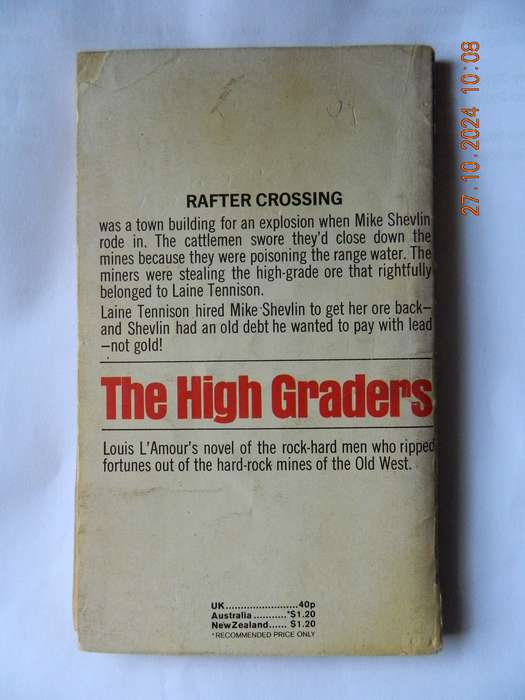 RAFTER CROSSING
was a town building for an explosion when Mike Shevlin
rode in. The cattlemen swore they'd close down the
mines because they were poisoning the range water. The
miners were stealing the high-grade ore that rightfully
belonged to Laine Tennison.
Laine Tennison hired Mike Shevlin to get her ore back—
and Shevlin had an old debt he wanted to pay with lead
—not gold!
The High Graders
Louis L'Amour's novel of the rock-hard men who ripped
fortunes out of the hard-rock mines of the Old West.
UK.........................40p
Australia ...........*$1.20
NewZealand...... $1.20
*RECOMMENDED PRICE ONLY
27.10.2024 10:08